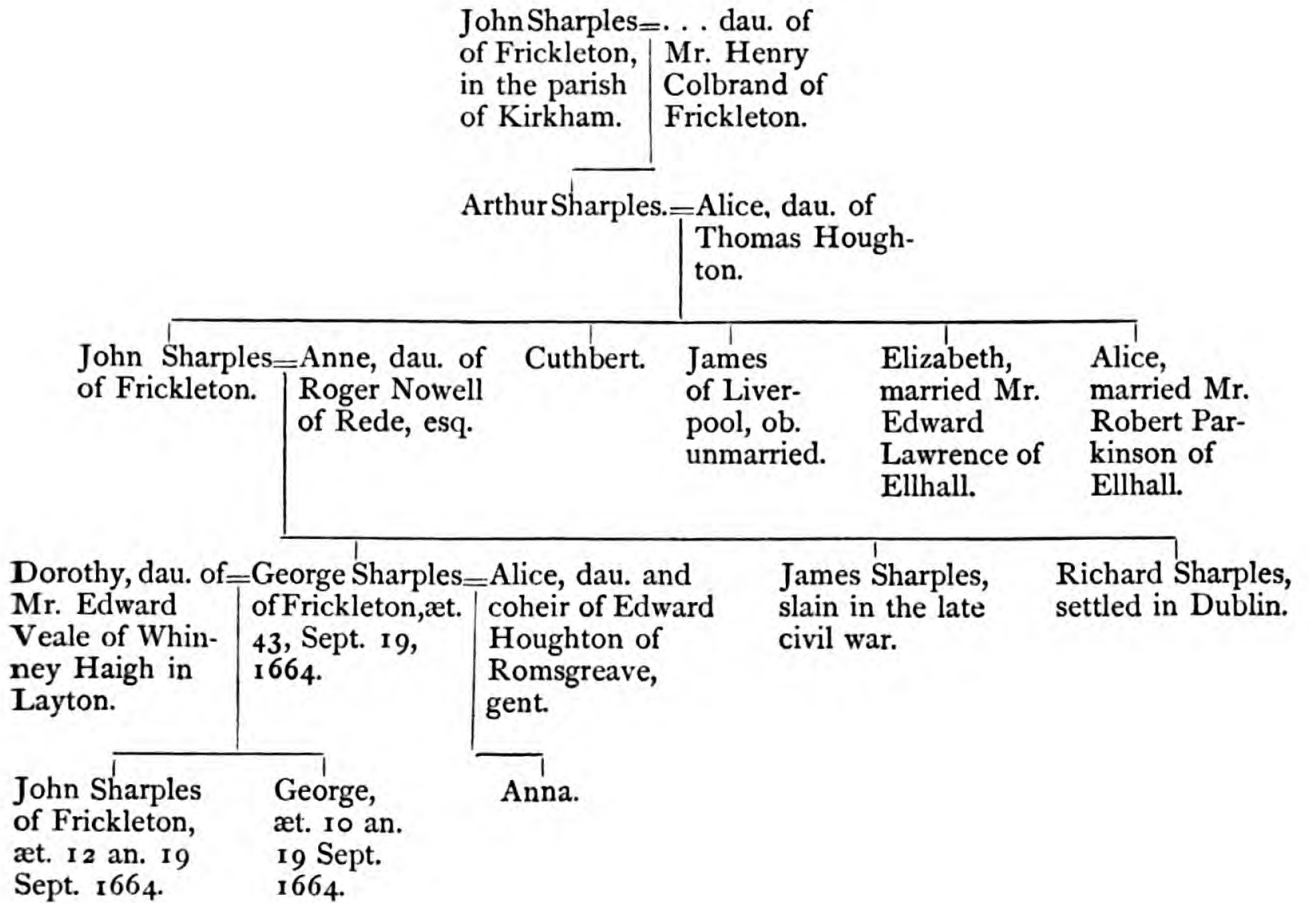 John Sharples=. . . dau. of
of Frickleton,
in the parish
of Kirkham.
Mr. Henry
Colbrand of
Frickleton.
Arthur Sharples.=Alice, dau. of
Thomas Hough-
ton.
John Sharples=Anne, dau. of
of Frickleton.
Roger Nowell
of Rede, esq.
Cuthbert.
James
of Liver-
pool, ob.
unmarried.
Elizabeth,
married Mr.
Edward
Lawrence of
Ellhall.
Alice,
married Mr.
Robert Par-
kinson of
Ellhall.
Dorothy, dau. of=George Sharples=Alice, dau. and
Mr. Edward
Veale of Whin-
ney Haigh in
Layton.
of Frickleton, æt.
43, Sept. 19,
1664.
coheir of Edward
Houghton of
Romsgreave,
gent.
James Sharples,
slain in the late
civil war.
Richard Sharples,
settled in Dublin.
John Sharples
of Frickleton,
æt. 12 an. 19
Sept. 1664.
George,
æt. 10 an.
19 Sept.
1664.
Anna.